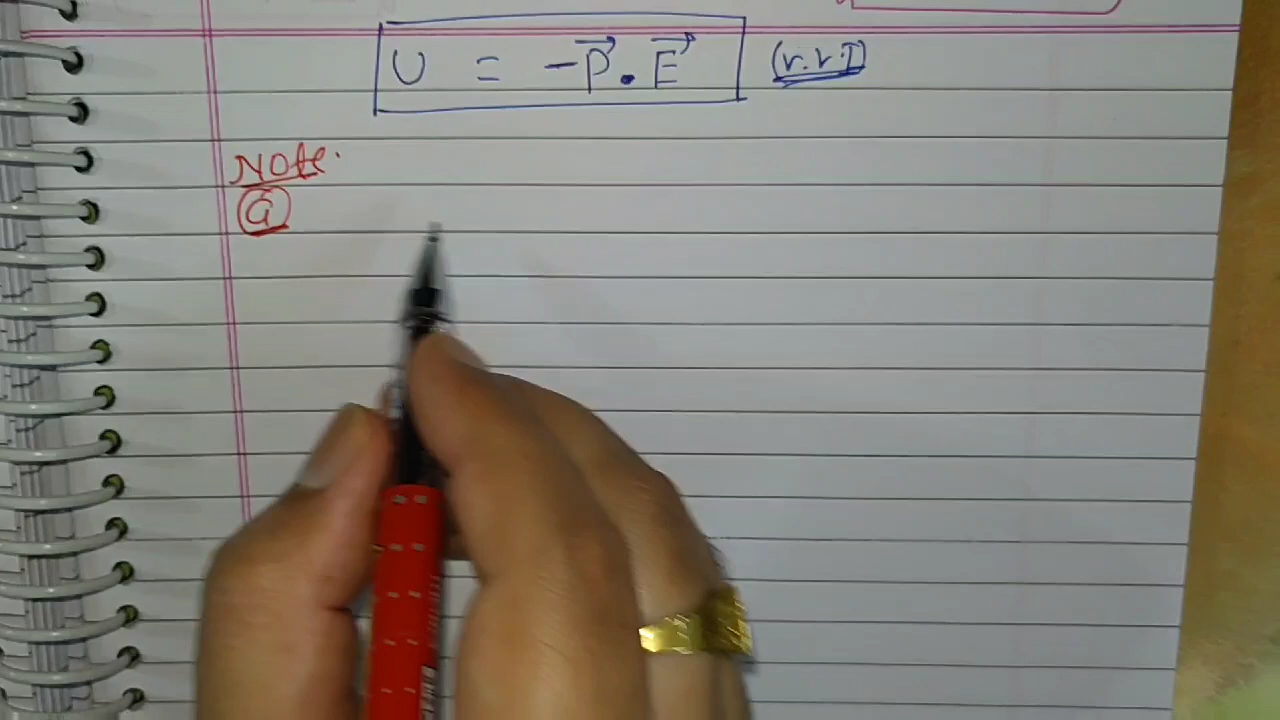 U = -P⃗.E⃗ (v.v.I)
Note.
(a)